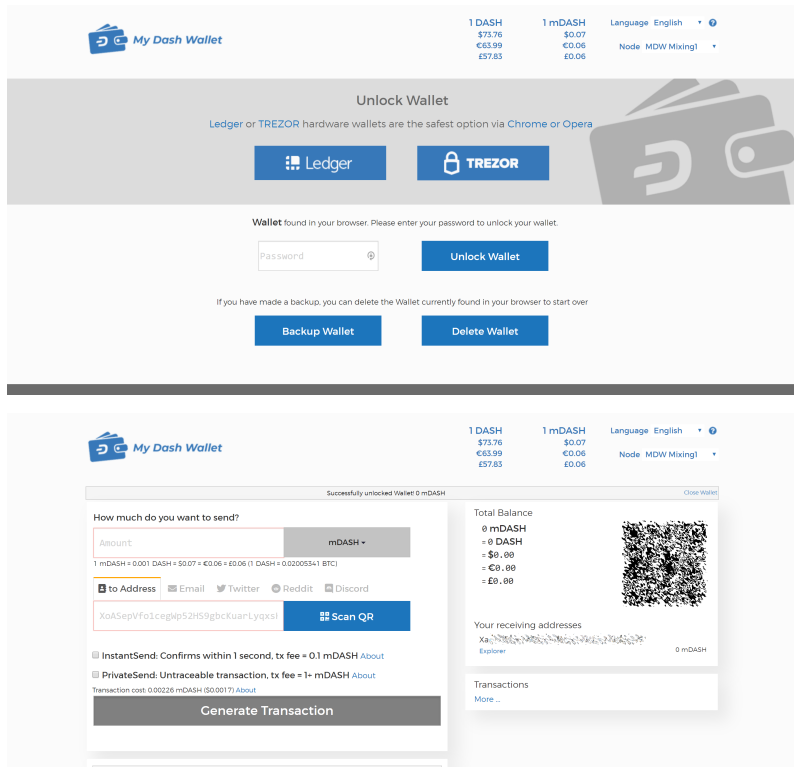 My Dash Wallet
1 DASH
$73.76
€63.99
£57.83
1 mDASH
$0.07
€0.06
£0.06
Language English
Node MDW Mixing1
Unlock Wallet
Ledger or TREZOR hardware wallets are the safest option via Chrome or Opera
Ledger
TREZOR
Wallet found in your browser. Please enter your password to unlock your wallet.
Password
Unlock Wallet
If you have made a backup, you can delete the Wallet currently found in your browser to start over
Backup Wallet
Delete Wallet
My Dash Wallet
1 DASH
$73.76
€63.99
£57.83
1 mDASH
$0.07
€0.06
£0.06
Language English
Node MDW Mixing1
Successfully unlocked Wallet! 0 mDASH
Close Wallet
How much do you want to send?
Amount
mDASH
1 mDASH = 0.001 DASH = $0.07 = €0.06 = £0.06 (1 DASH = 0.02005341 BTC)
to Address
Email
Twitter
Reddit
Discord
Scan QR
InstantSend: Confirms within 1 second, tx fee = 0.1 mDASH About
PrivateSend: Untraceable transaction, tx fee = 1+ mDASH About
Transaction cost: 0.00226 mDASH ($0.0017) About
Generate Transaction
Total Balance
0 mDASH
= 0 DASH
= $0.00
= €0.00
= £0.00
Your receiving addresses
Xa
Explorer
0 mDASH
Transactions
More ...